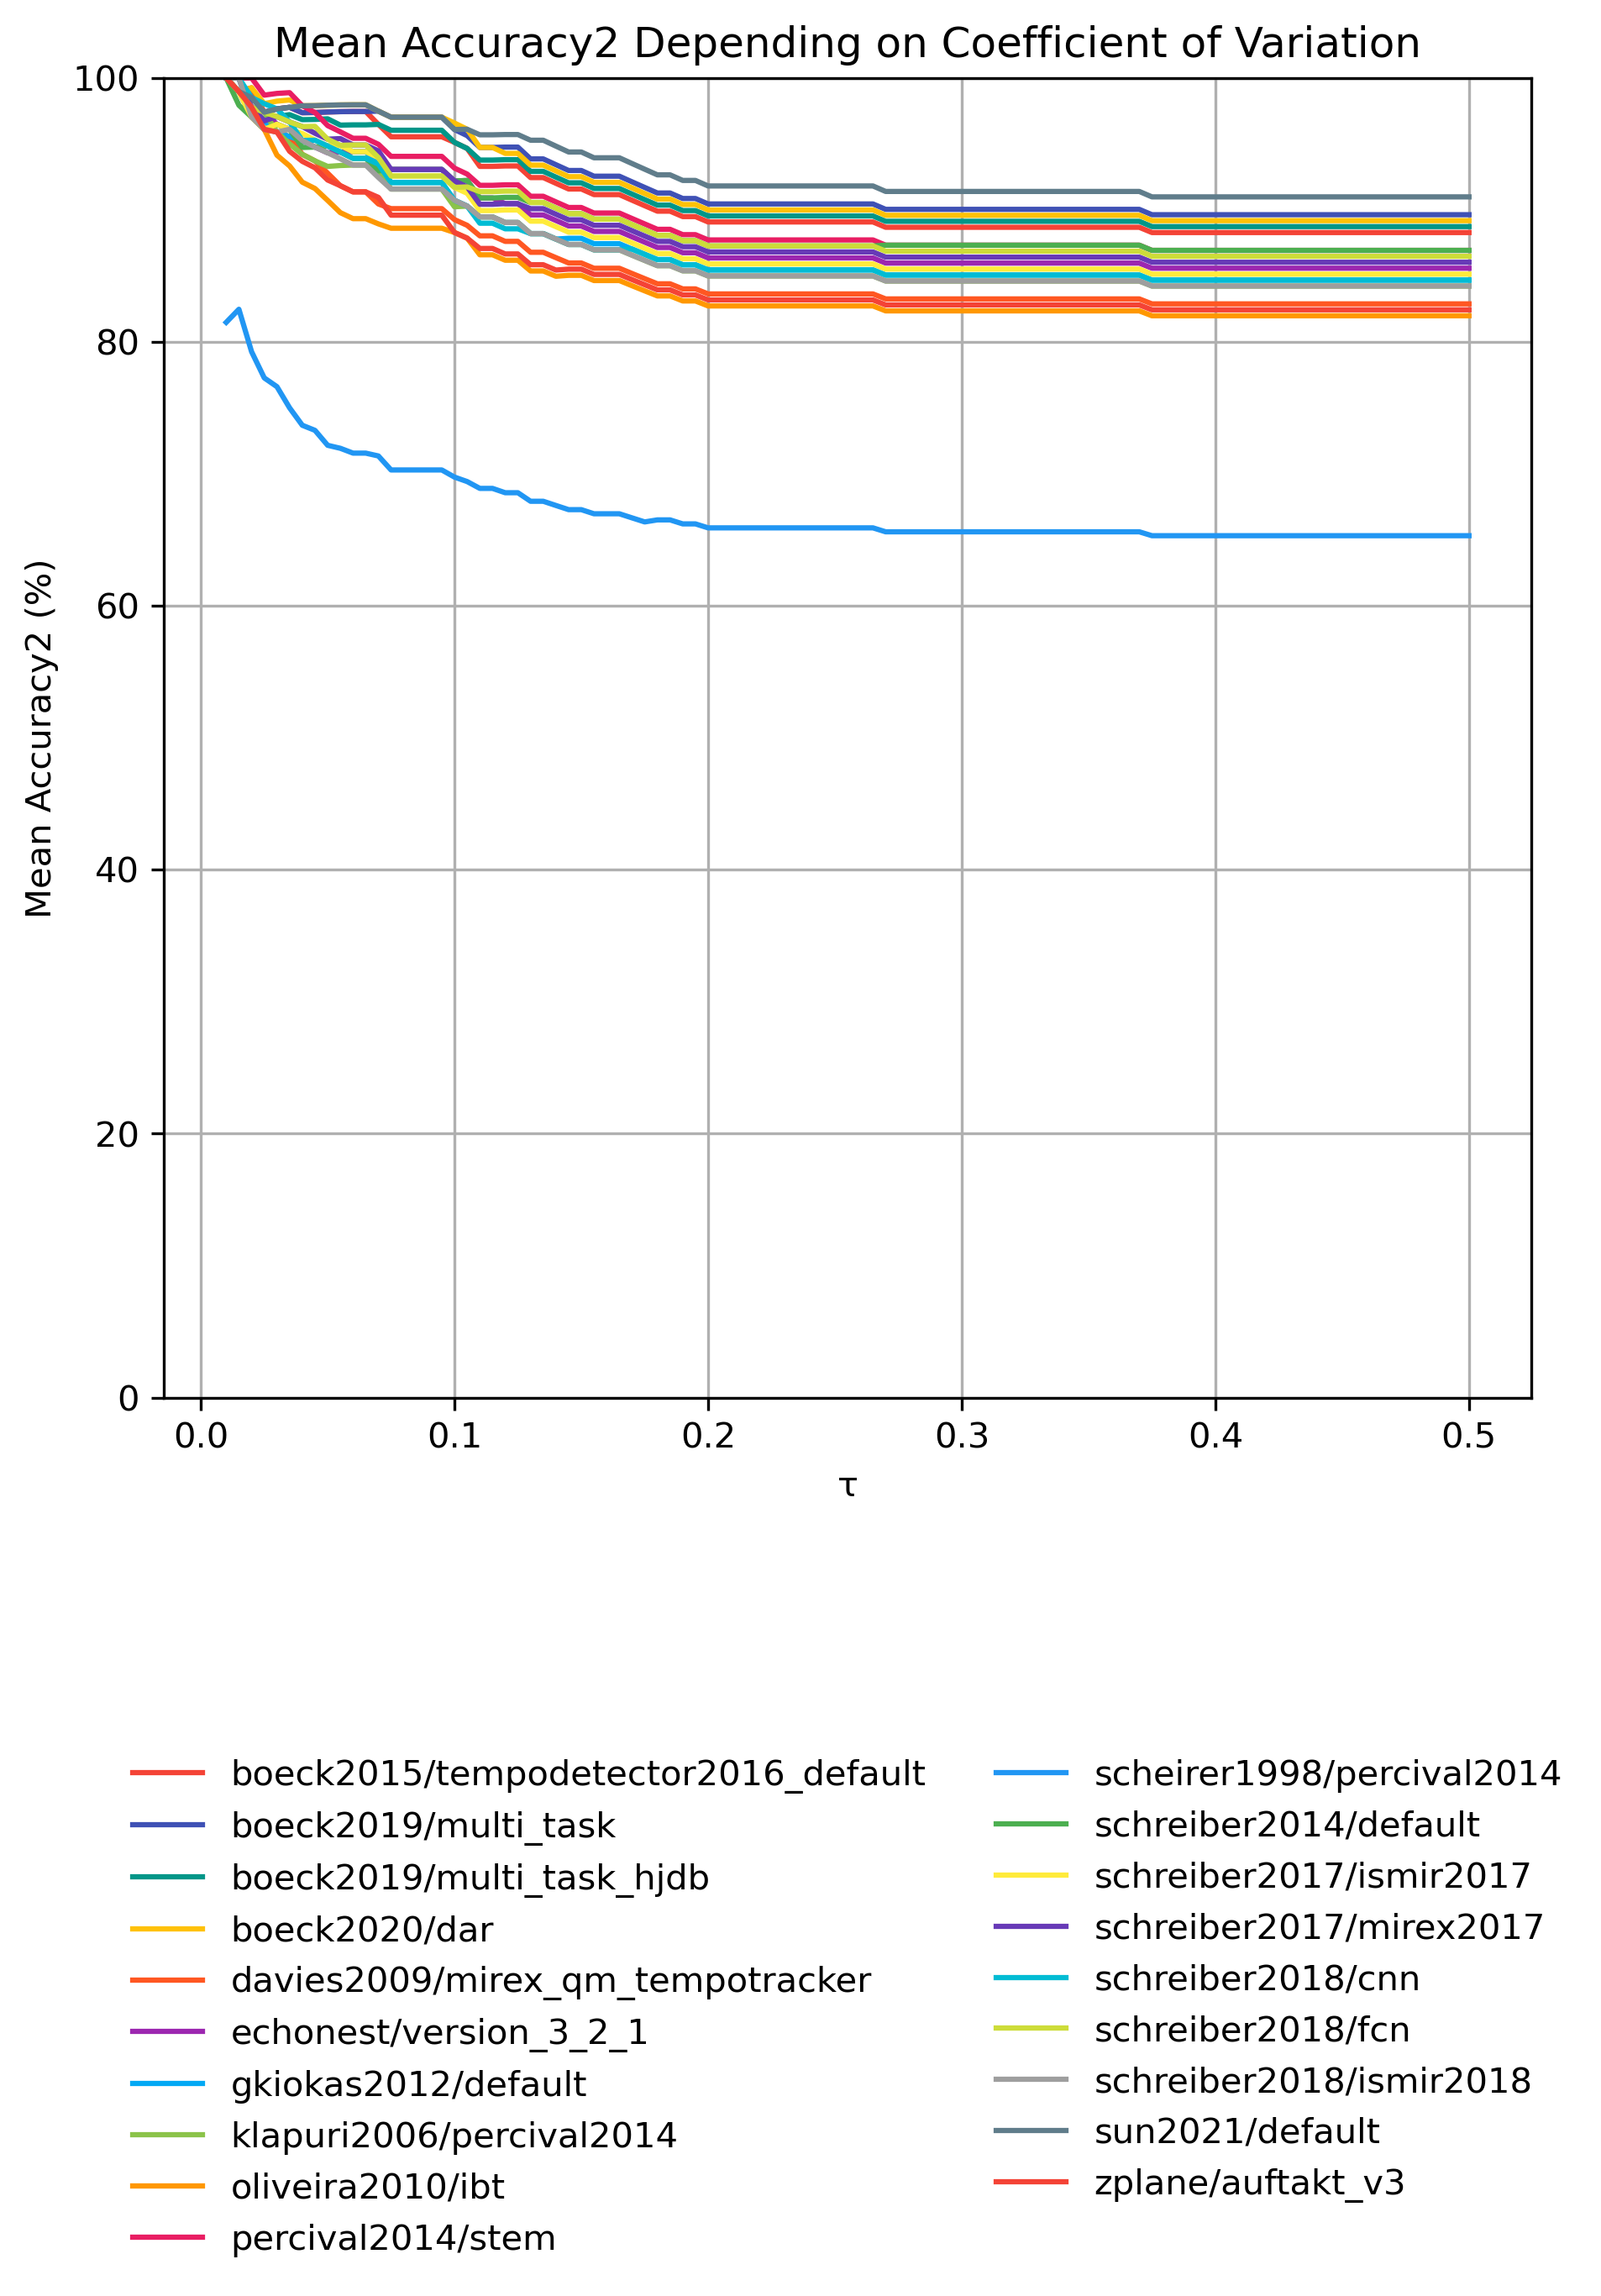 Mean Accuracy2 Depending on Coefficient of Variation
100
80
60
40
20
0
Mean Accuracy2 (%)
0.0 0.1 0.2 0.3 0.4 0.5
τ
boeck2015/tempodetector2016_default
boeck2019/multi_task
boeck2019/multi_task_hjdb
boeck2020/dar
davies2009/mirex_qm_tempotracker
echonest/version_3_2_1
gkiokas2012/default
klapuri2006/percival2014
oliveira2010/ibt
percival2014/stem
scheirer1998/percival2014
schreiber2014/default
schreiber2017/ismir2017
schreiber2017/mirex2017
schreiber2018/cnn
schreiber2018/fcn
schreiber2018/ismir2018
sun2021/default
zplane/auftakt_v3